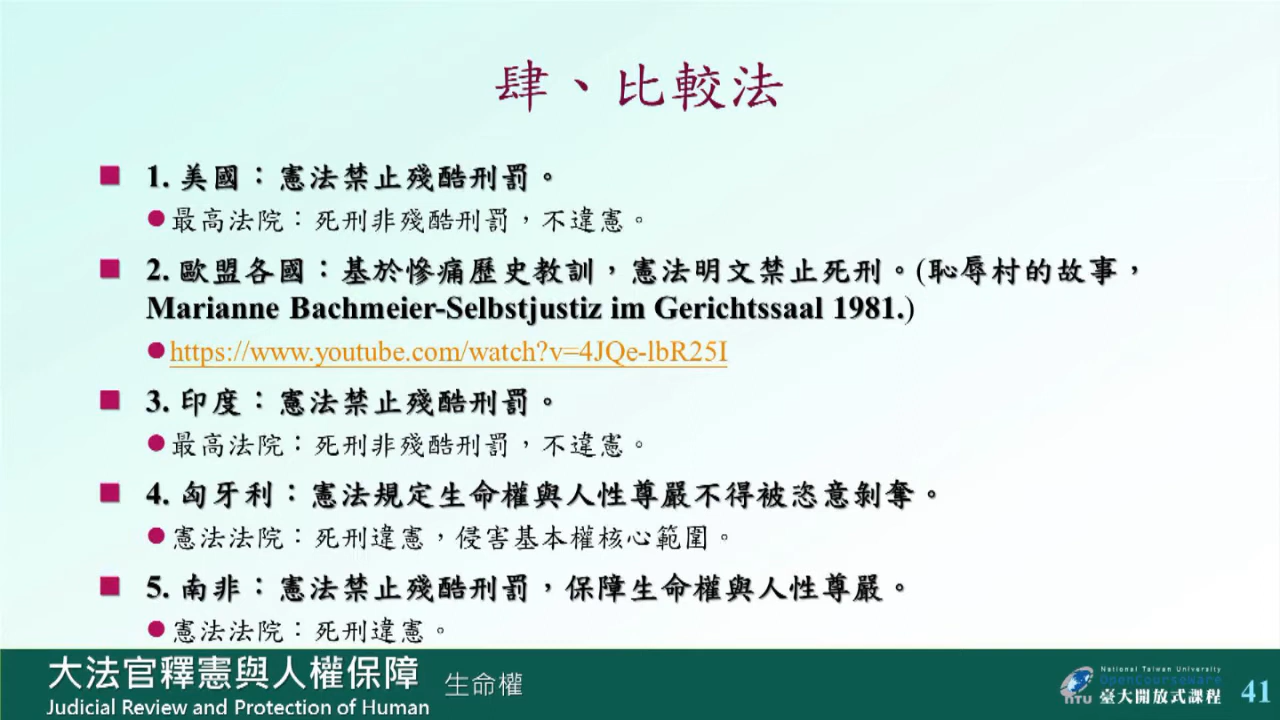 肆、比較法
1. 美國：憲法禁止殘酷刑罰。
最高法院：死刑非殘酷刑罰，不違憲。
2. 歐盟各國：基於慘痛歷史教訓，憲法明文禁止死刑。(恥辱村的故事，
Marianne Bachmeier-Selbstjustiz im Gerichtssaal 1981.)
https://www.youtube.com/watch?v=4JQe-lbR25I
3. 印度：憲法禁止殘酷刑罰。
最高法院：死刑非殘酷刑罰，不違憲。
4. 匈牙利：憲法規定生命權與人性尊嚴不得被恣意剝奪。
憲法法院：死刑違憲，侵害基本權核心範圍。
5. 南非：憲法禁止殘酷刑罰，保障生命權與人性尊嚴。
憲法法院：死刑違憲。
大法官釋憲與人權保障 生命權
Judicial Review and Protection of Human
National Taiwan University
OpenCourseware
NTU 臺大開放式課程
41